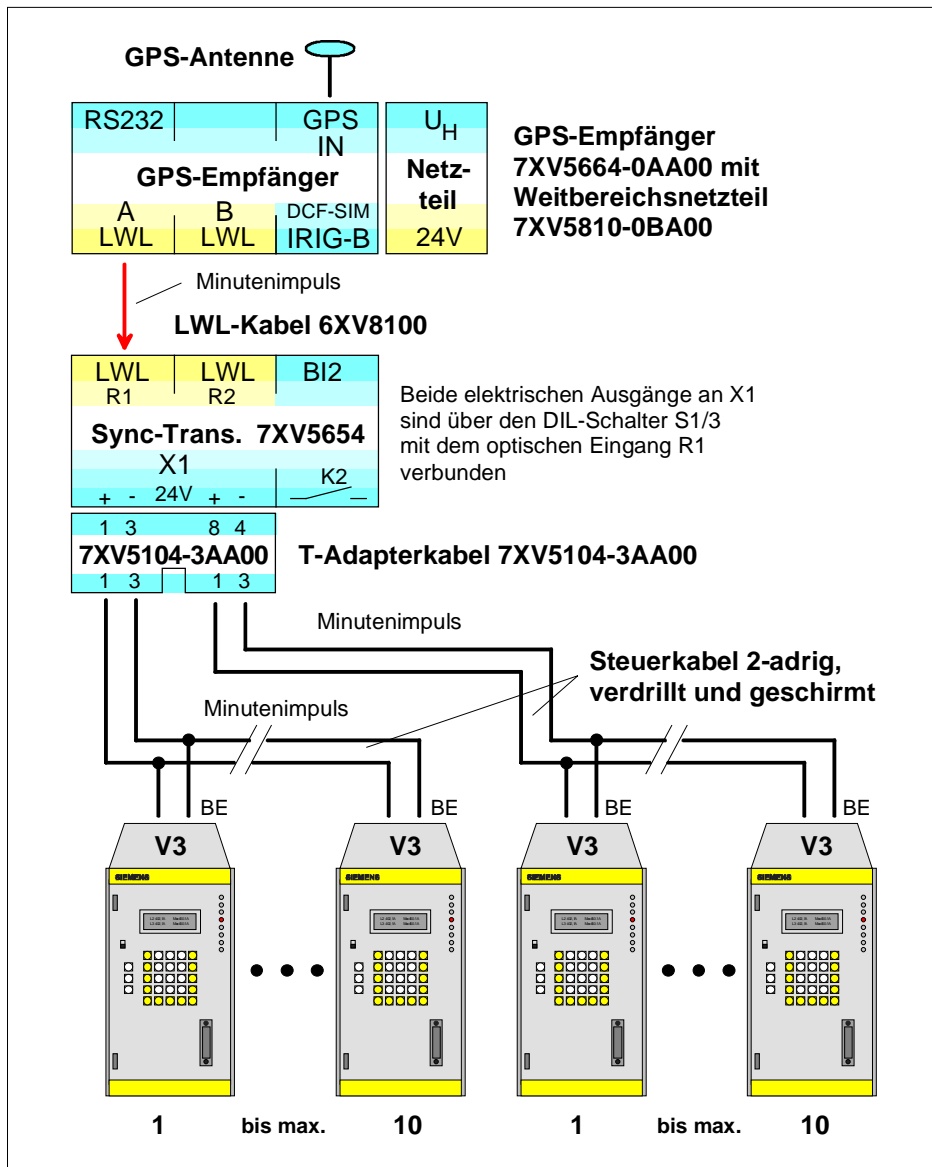 GPS-Antenne
RS232
GPS
IN
GPS-Empfänger
A
LWL
B
LWL
DCF-SIM
IRIG-B
UH
Netz-
teil
24V
GPS-Empfänger
7XV5664-0AA00 mit
Weitbereichsnetzteil
7XV5810-0BA00
Minutenimpuls
LWL-Kabel 6XV8100
LWL
R1
LWL
R2
BI2
Sync-Trans. 7XV5654
X1
+ - 24V + -
K2
Beide elektrischen Ausgänge an X1
sind über den DIL-Schalter S1/3
mit dem optischen Eingang R1
verbunden
1 3 8 4
7XV5104-3AA00
1 3 1 3
T-Adapterkabel 7XV5104-3AA00
Minutenimpuls
Steuerkabel 2-adrig,
verdrillt und geschirmt
Minutenimpuls
BE
BE
BE
BE
V3
V3
V3
V3
SIEMENS
SIEMENS
SIEMENS
SIEMENS
1 bis max. 10
1 bis max. 10